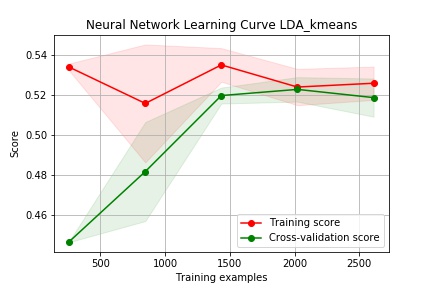 Neural Network Learning Curve LDA_kmeans
0.54
0.52
0.50
0.48
0.46
Score
Training score
Cross-validation score
500
1000
1500
2000
2500
Training examples